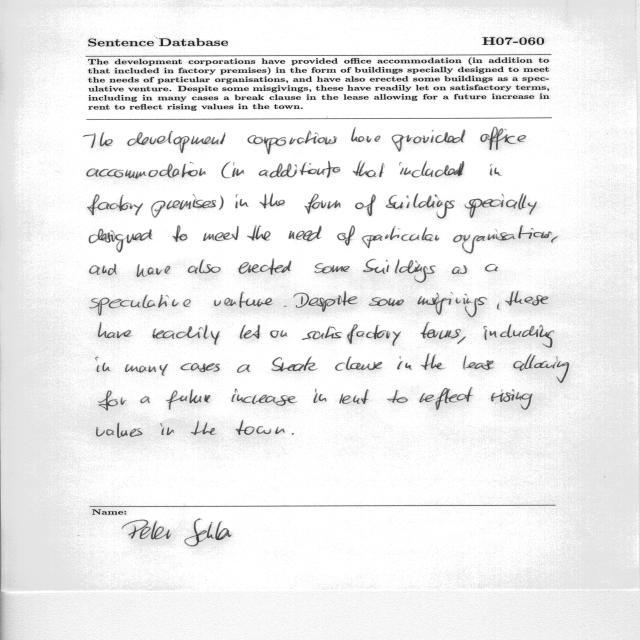 Sentence Database H07-060
The development corporations have provided office accommodation (in addition to
that included in factory premises) in the form of buildings specially designed to meet
the needs of particular organisations, and have also erected some buildings as a spec-
ulative venture. Despite some misgivings, these have readily let on satisfactory terms,
including in many cases a break clause in the lease allowing for a future increase in
rent to reflect rising values in the town.
The development corporations have provided office
accommodation (in addition to that included in
factory premises) in the form of buildings specially
designed to meet the need of particular organisations,
and have also erected some buildings as a
speculative venture. Despite some misgivings, these
have readily let on satisfactory terms, including
in many cases a break clause in the lease allowing
for a future increase in rent to reflect rising
values in the town.
Name:
Peter